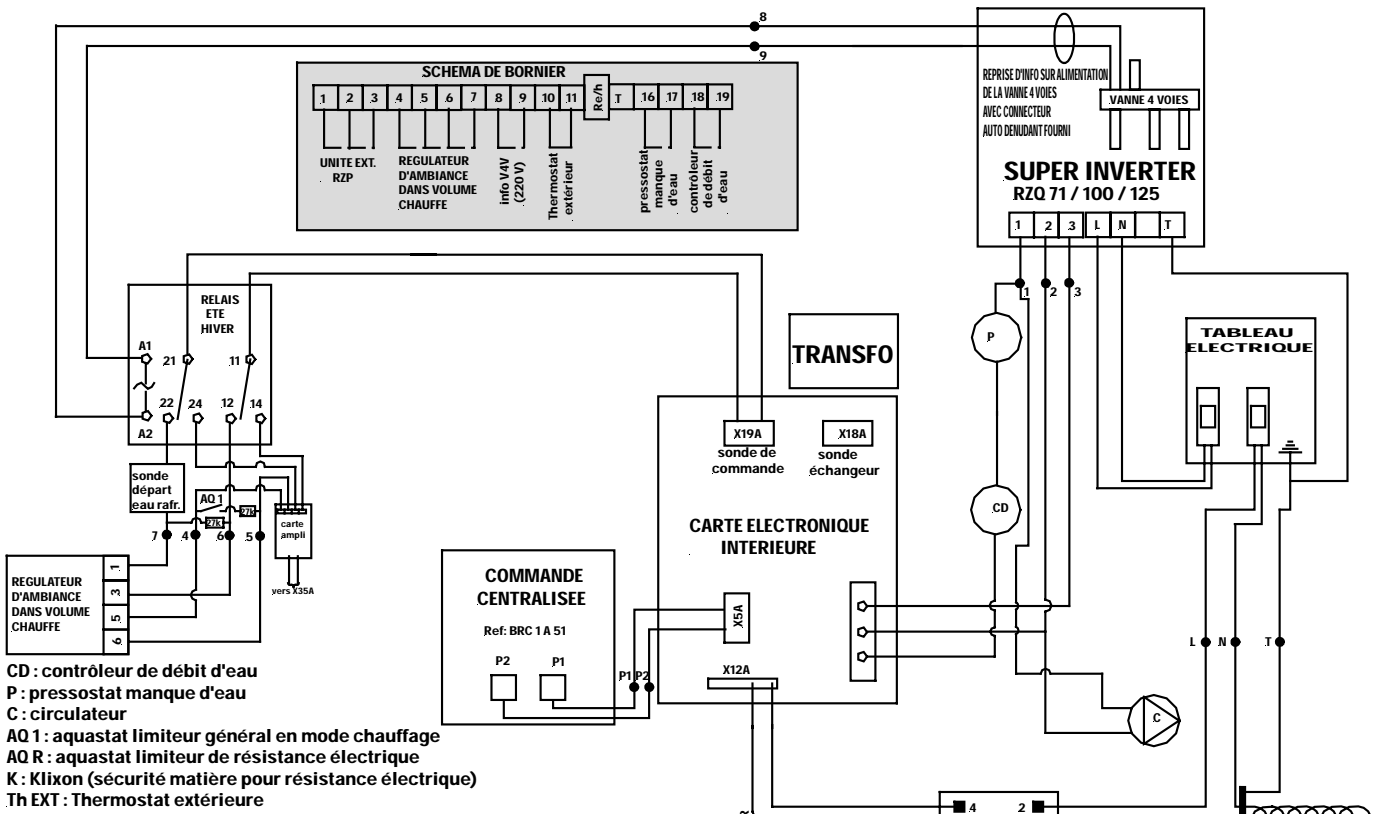 8
9
SCHEMA DE BORNIER
1 2 3 4 5 6 7 8 9 10 11 Re/h T 16 17 18 19
UNITE EXT.
RZP
REGULATEUR
D'AMBIANCE
DANS VOLUME
CHAUFFE
info V4V
(220 V)
Thermostat
extérieur
pressostat
manque
d'eau
contrôleur
de débit
d'eau
REPRISE D'INFO SUR ALIMENTATION
DE LA VANNE 4 VOIES
AVEC CONNECTEUR
AUTO DENUDANT FOURNI
VANNE 4 VOIES
SUPER INVERTER
RZQ 71 / 100 / 125
1 2 3 L N T
1 2 3
RELAIS
ETE
HIVER
A1
21 11
22 24 12 14
A2
sonde
départ
eau rafr.
AQ 1
27k
27k
carte
ampli
7 4 6 5
vers X35A
REGULATEUR
D'AMBIANCE
DANS VOLUME
CHAUFFE
1
3
5
6
TRANSFO
P
CD
TABLEAU
ELECTRIQUE
X19A
sonde de
commande
X18A
sonde
échangeur
CARTE ELECTRONIQUE
INTERIEURE
X5A
X12A
COMMANDE
CENTRALISEE
Ref: BRC 1 A 51
P2 P1
P1 P2
L N T
C
CD : contrôleur de débit d'eau
P : pressostat manque d'eau
C : circulateur
AQ 1 : aquastat limiteur général en mode chauffage
AQ R : aquastat limiteur de résistance électrique
K : Klixon (sécurité matière pour résistance électrique)
Th EXT : Thermostat extérieure
4 2